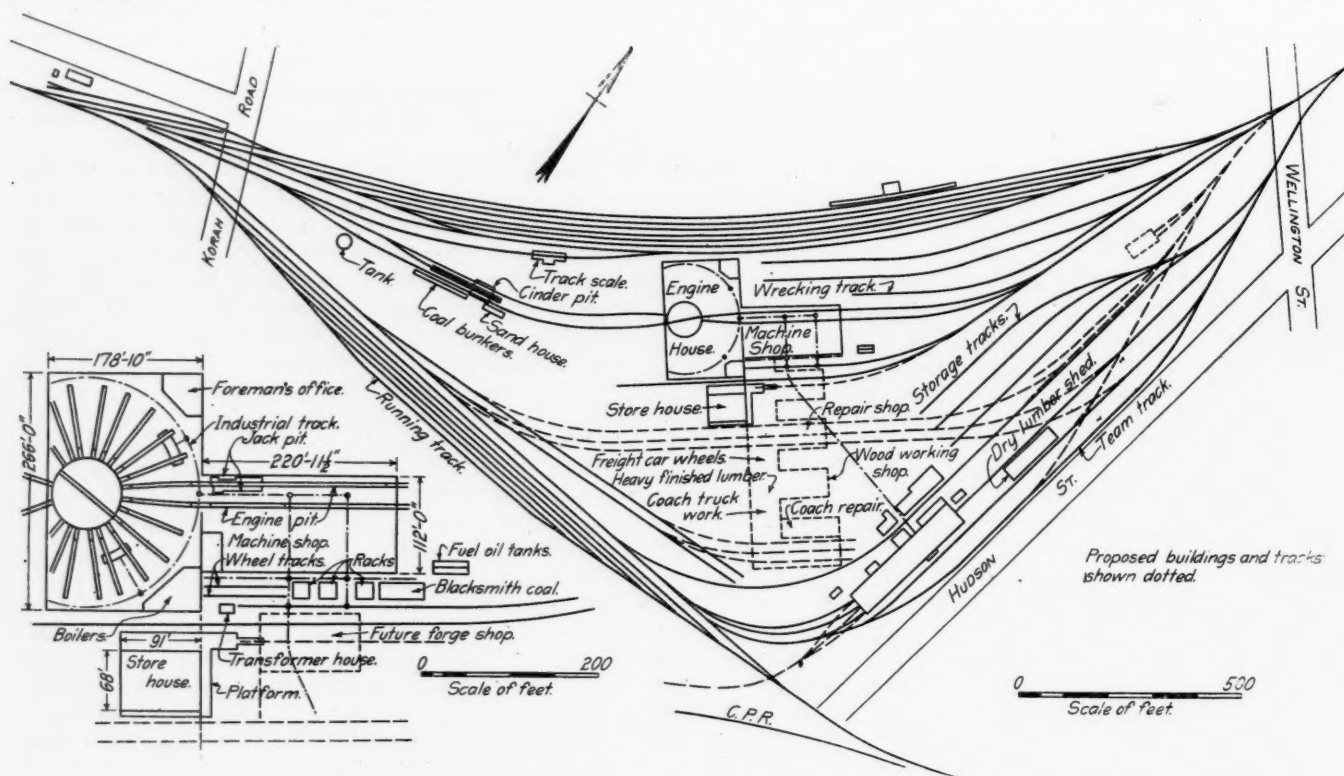 KORAH
ROAD
WELLINGTON
ST.
Tank.
Track scale.
Cinder pit.
Sand house.
Coal bunkers.
Engine
House.
Wrecking track.
Machine
Shop.
Storage tracks.
Store house.
Repair shop.
Running track.
Freight car wheels.
Heavy finished lumber.
Wood working
shop.
Coach truck
work.
Coach repair.
Dry lumber shed.
Team track.
HUDSON ST.
Proposed buildings and tracks
shown dotted.
C.P.R.
0 500
Scale of feet.
178'-10"
266'-0"
Foreman's office.
Industrial track.
Jack pit.
220'-11½"
Engine pit.
112'-0"
Machine shop.
Wheel tracks.
Racks
Fuel oil tanks.
Blacksmith coal.
Boilers.
Future forge shop.
91'
68'
Store
house.
Transformer house.
Platform.
0 200
Scale of feet.